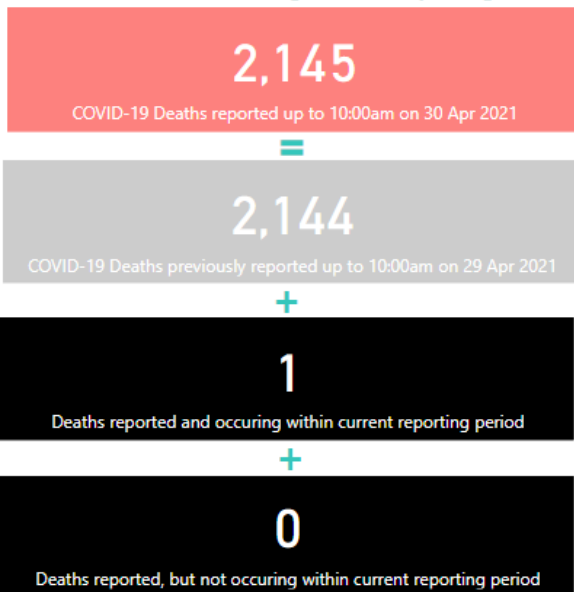 2,145
COVID-19 Deaths reported up to 10:00am on 30 Apr 2021
=
2,144
COVID-19 Deaths previously reported up to 10:00am on 29 Apr 2021
+
1
Deaths reported and occuring within current reporting period
+
0
Deaths reported, but not occuring within current reporting period